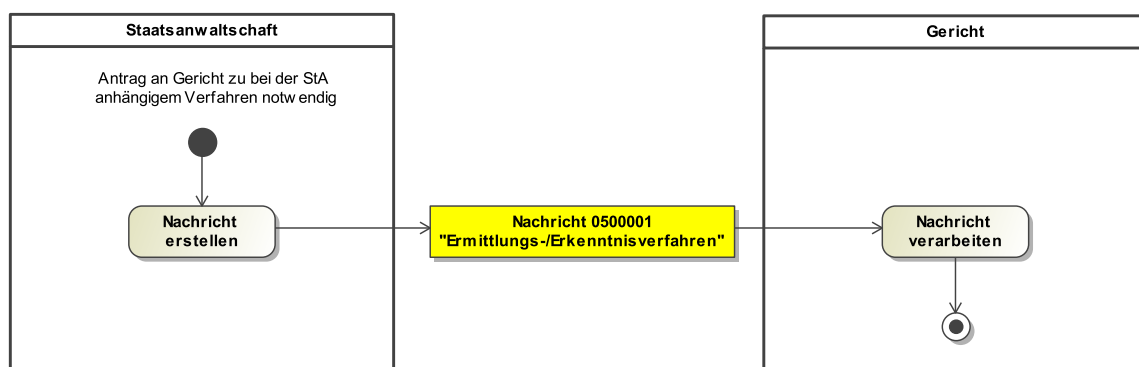 Staatsanwaltschaft
Gericht
Antrag an Gericht zu bei der StA
anhängigem Verfahren notwendig
Nachricht
erstellen
Nachricht 0500001
"Ermittlungs-/Erkenntnisverfahren"
Nachricht
verarbeiten